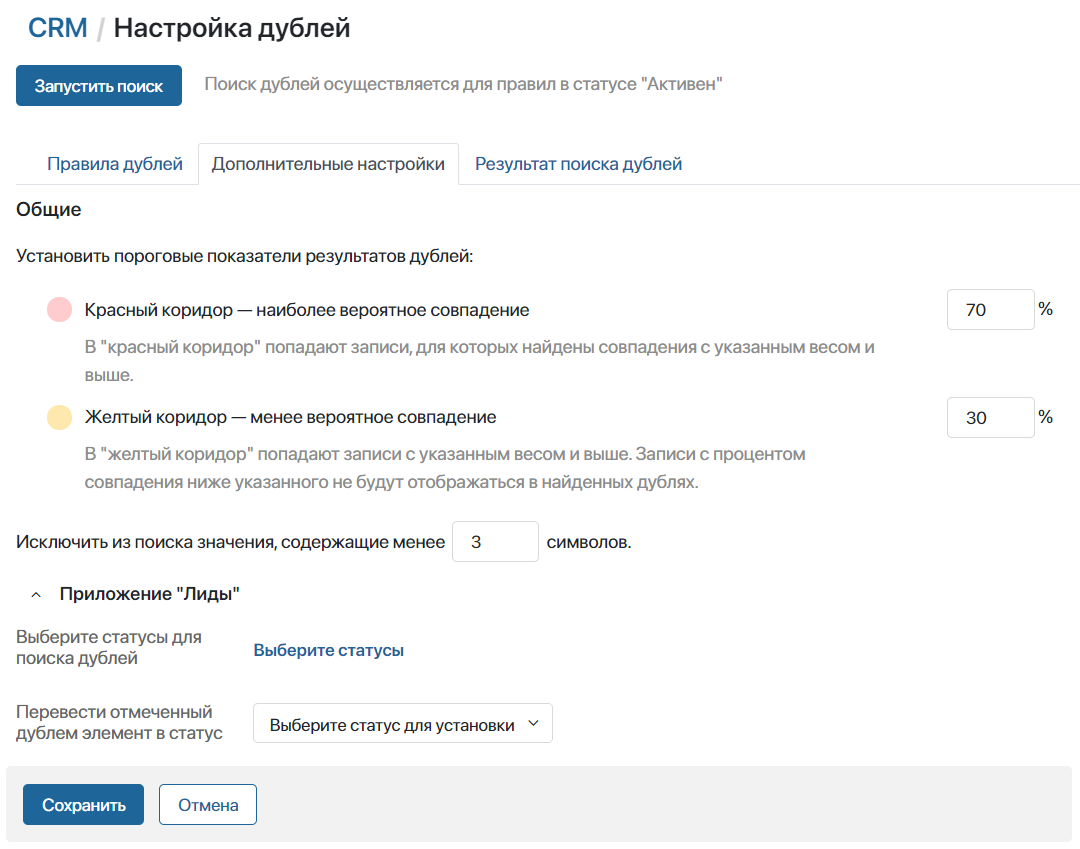 CRM / Настройка дублей
Запустить поиск
Поиск дублей осуществляется для правил в статусе "Активен"
Правила дублей
Дополнительные настройки
Результат поиска дублей
Общие
Установить пороговые показатели результатов дублей:
Красный коридор — наиболее вероятное совпадение
70 %
В "красный коридор" попадают записи, для которых найдены совпадения с указанным весом и
выше.
Желтый коридор — менее вероятное совпадение
30 %
В "желтый коридор" попадают записи с указанным весом и выше. Записи с процентом
совпадения ниже указанного не будут отображаться в найденных дублях.
Исключить из поиска значения, содержащие менее 3 символов.
Приложение "Лиды"
Выберите статусы для
поиска дублей
Выберите статусы
Перевести отмеченный
дублем элемент в статус
Выберите статус для установки
Сохранить
Отмена